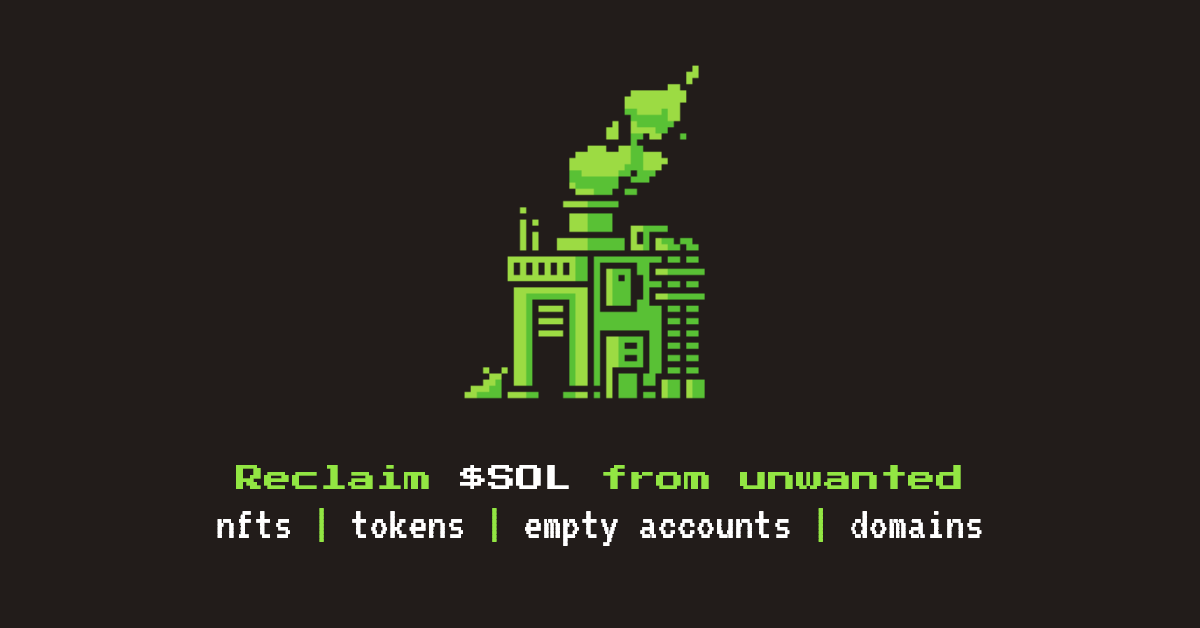 Reclaim $SOL from unwanted
nfts | tokens | empty accounts | domains